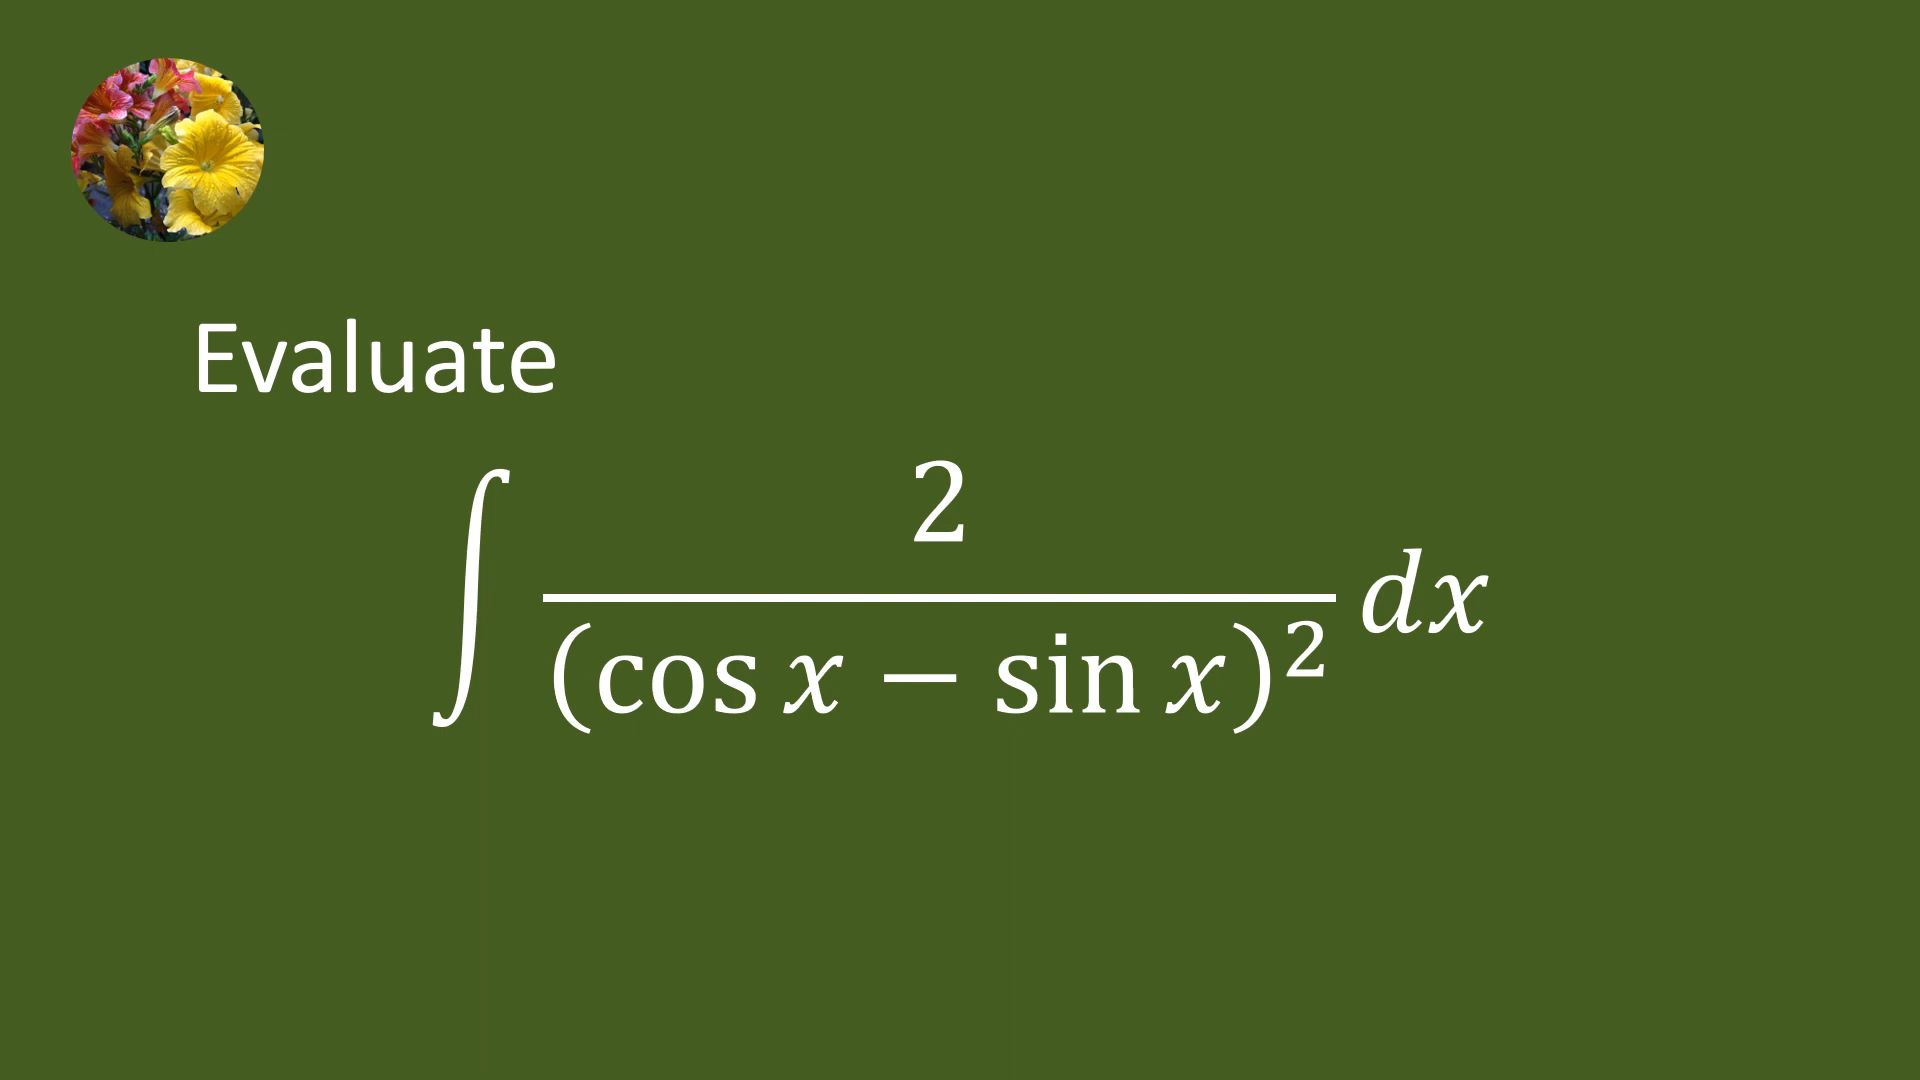 Evaluate
∫ 2/(cos x − sin x)² dx